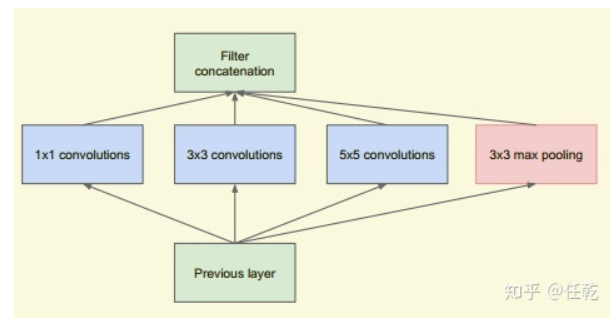 Filter
concatenation
1x1 convolutions
3x3 convolutions
5x5 convolutions
3x3 max pooling
Previous layer
知乎 @任乾